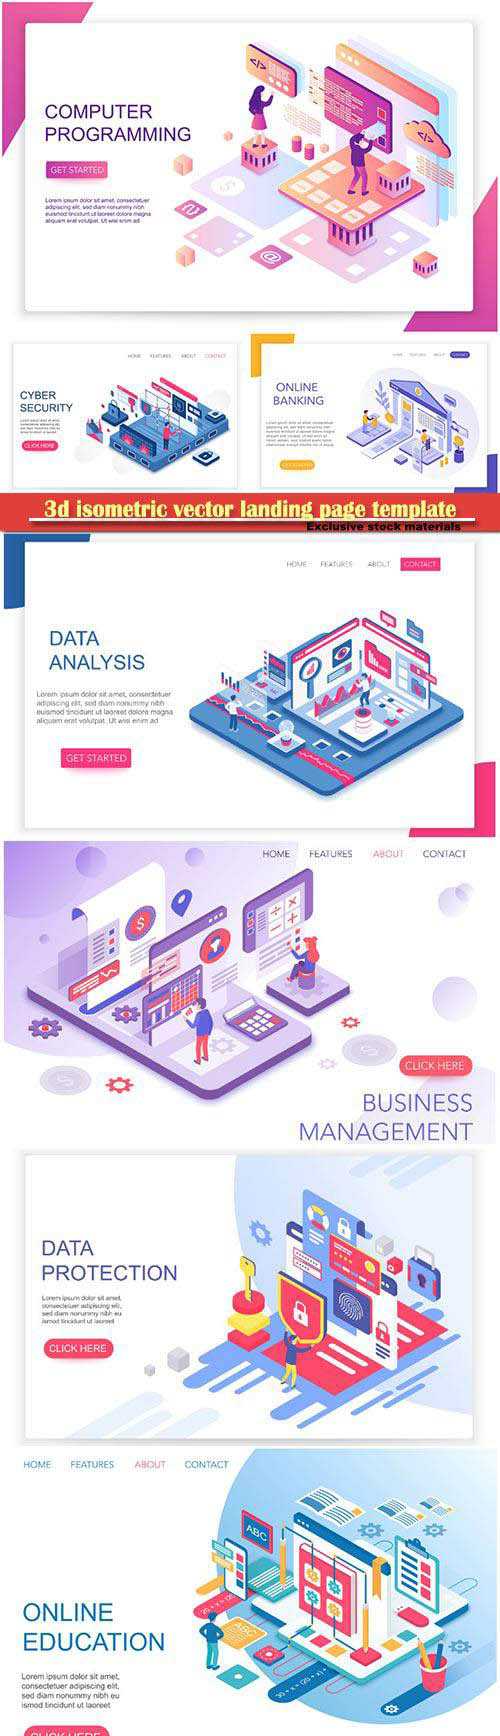 COMPUTER
PROGRAMMING
GET STARTED
Lorem ipsum dolor sit amet, consectetuer
adipiscing elit, sed diam nonummy nibh
euismod tincidunt ut laoreet dolore magna
aliquam erat volutpat. Ut wisi enim ad
HOME FEATURES ABOUT CONTACT
CYBER
SECURITY
CLICK HERE
HOME FEATURES ABOUT CONTACT
ONLINE
BANKING
3d isometric vector landing page template
Exclusive stock materials
HOME FEATURES ABOUT CONTACT
DATA
ANALYSIS
Lorem ipsum dolor sit amet, consectetuer
adipiscing elit, sed diam nonummy nibh
euismod tincidunt ut laoreet dolore magna
aliquam erat volutpat. Ut wisi enim ad
GET STARTED
HOME FEATURES ABOUT CONTACT
CLICK HERE
BUSINESS
MANAGEMENT
DATA
PROTECTION
Lorem ipsum dolor sit amet,
consectetuer adipiscing elit, sed
diam nonummy nibh euismod
tincidunt ut laoreet
CLICK HERE
HOME FEATURES ABOUT CONTACT
ABC
ABC
ONLINE
EDUCATION
Lorem ipsum dolor sit amet,
consectetuer adipiscing elit, sed
diam nonummy nibh euismod
tincidunt ut laoreet